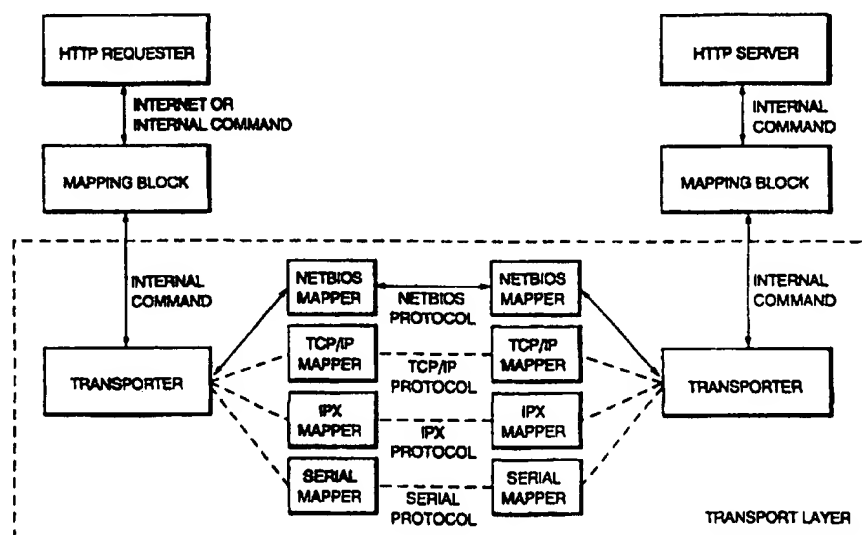 HTTP REQUESTER
HTTP SERVER
INTERNET OR
INTERNAL COMMAND
INTERNAL
COMMAND
MAPPING BLOCK
MAPPING BLOCK
INTERNAL
COMMAND
NETBIOS
MAPPER
NETBIOS
PROTOCOL
NETBIOS
MAPPER
INTERNAL
COMMAND
TRANSPORTER
TCP/IP
MAPPER
TCP/IP
PROTOCOL
TCP/IP
MAPPER
TRANSPORTER
IPX
MAPPER
IPX
PROTOCOL
IPX
MAPPER
SERIAL
MAPPER
SERIAL
PROTOCOL
SERIAL
MAPPER
TRANSPORT LAYER